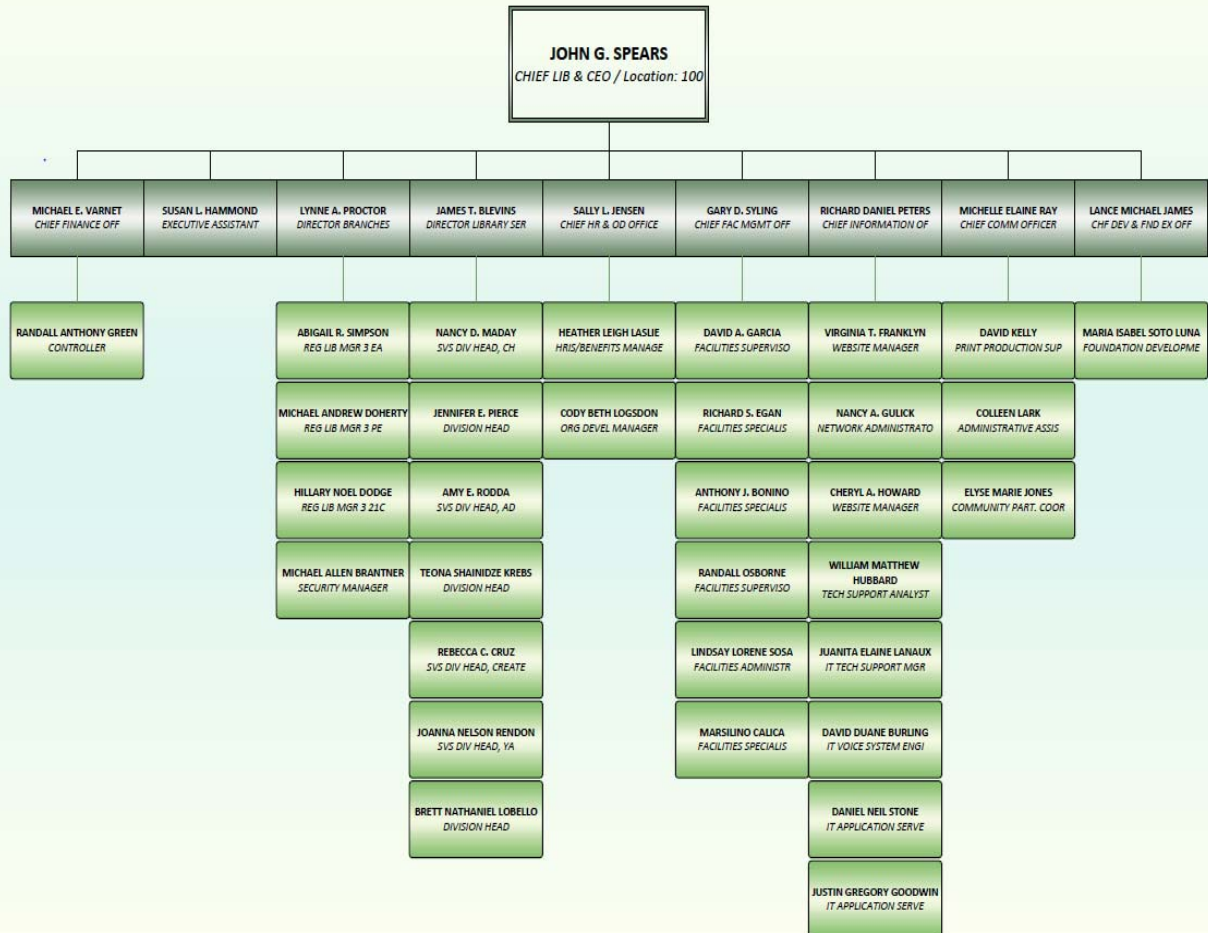 JOHN G. SPEARS
CHIEF LIB & CEO / Location: 100
MICHAEL E. VARNET
CHIEF FINANCE OFF
SUSAN L. HAMMOND
EXECUTIVE ASSISTANT
LYNNE A. PROCTOR
DIRECTOR BRANCHES
JAMES T. BLEVINS
DIRECTOR LIBRARY SER
SALLY L. JENSEN
CHIEF HR & OD OFFICE
GARY D. SYLING
CHIEF FAC MGMT OFF
RICHARD DANIEL PETERS
CHIEF INFORMATION OF
MICHELLE ELAINE RAY
CHIEF COMM OFFICER
LANCE MICHAEL JAMES
CHF DEV & FND EX OFF
RANDALL ANTHONY GREEN
CONTROLLER
ABIGAIL R. SIMPSON
REG LIB MGR 3 EA
MICHAEL ANDREW DOHERTY
REG LIB MGR 3 PE
HILLARY NOEL DODGE
REG LIB MGR 3 21C
MICHAEL ALLEN BRANTNER
SECURITY MANAGER
NANCY D. MADAY
SVS DIV HEAD, CH
JENNIFER E. PIERCE
DIVISION HEAD
AMY E. RODDA
SVS DIV HEAD, AD
TEONA SHAINIDZE KREBS
DIVISION HEAD
REBECCA C. CRUZ
SVS DIV HEAD, CREATE
JOANNA NELSON RENDON
SVS DIV HEAD, YA
BRETT NATHANIEL LOBELLO
DIVISION HEAD
HEATHER LEIGH LASLIE
HRIS/BENEFITS MANAGE
CODY BETH LOGSDON
ORG DEVEL MANAGER
DAVID A. GARCIA
FACILITIES SUPERVISO
RICHARD S. EGAN
FACILITIES SPECIALIS
ANTHONY J. BONINO
FACILITIES SPECIALIS
RANDALL OSBORNE
FACILITIES SUPERVISO
LINDSAY LORENE SOSA
FACILITIES ADMINISTR
MARSILINO CALICA
FACILITIES SPECIALIS
VIRGINIA T. FRANKLYN
WEBSITE MANAGER
NANCY A. GULICK
NETWORK ADMINISTRATO
CHERYL A. HOWARD
WEBSITE MANAGER
WILLIAM MATTHEW
HUBBARD
TECH SUPPORT ANALYST
JUANITA ELAINE LANAUX
IT TECH SUPPORT MGR
DAVID DUANE BURLING
IT VOICE SYSTEM ENGI
DANIEL NEIL STONE
IT APPLICATION SERVE
JUSTIN GREGORY GOODWIN
IT APPLICATION SERVE
DAVID KELLY
PRINT PRODUCTION SUP
COLLEEN LARK
ADMINISTRATIVE ASSIS
ELYSE MARIE JONES
COMMUNITY PART. COOR
MARIA ISABEL SOTO LUNA
FOUNDATION DEVELOPME